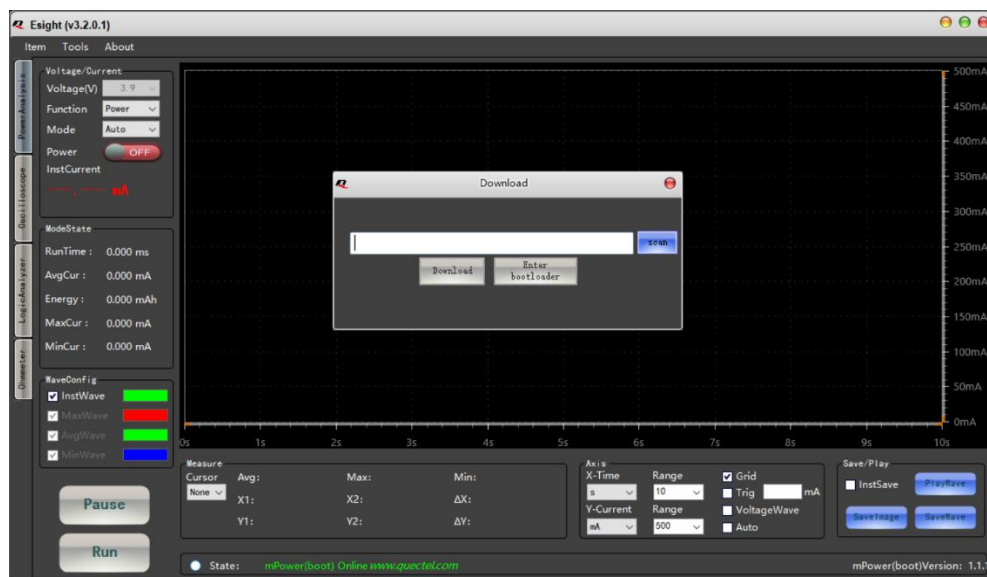 Esight (v3.2.0.1)
Item Tools About
PowerAnalysis
Oscilloscope
LogicAnalyzer
Ohmmeter
Voltage/Current
Voltage(V) 3.9
Function Power
Mode Auto
Power OFF
InstCurrent
----.---- mA
ModeState
RunTime : 0.000 ms
AvgCur : 0.000 mA
Energy : 0.000 mAh
MaxCur : 0.000 mA
MinCur : 0.000 mA
WaveConfig
InstWave
MaxWave
AvgWave
MinWave
Pause
Run
Download
scan
Download
Enter
bootloader
500mA
450mA
400mA
350mA
300mA
250mA
200mA
150mA
100mA
50mA
0mA
0s 1s 2s 3s 4s 5s 6s 7s 8s 9s 10s
Measure
Cursor Avg: Max: Min:
None X1: X2: ΔX:
Y1: Y2: ΔY:
Axis
X-Time Range Grid
s 10 Trig mA
Y-Current Range VoltageWave
mA 500 Auto
Save/Play
InstSave PlayWave
SaveImage SaveWave
State: mPower(boot) Online www.quectel.com mPower(boot)Version: 1.1.1